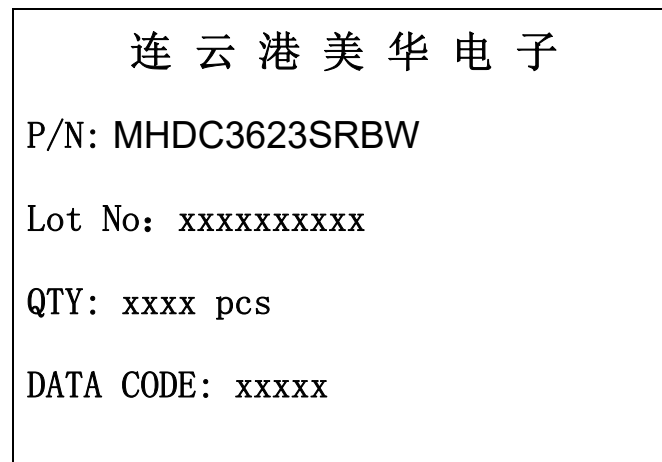 连云港美华电子
P/N: MHDC3623SRBW
Lot No：xxxxxxxxxx
QTY: xxxx pcs
DATA CODE: xxxxx